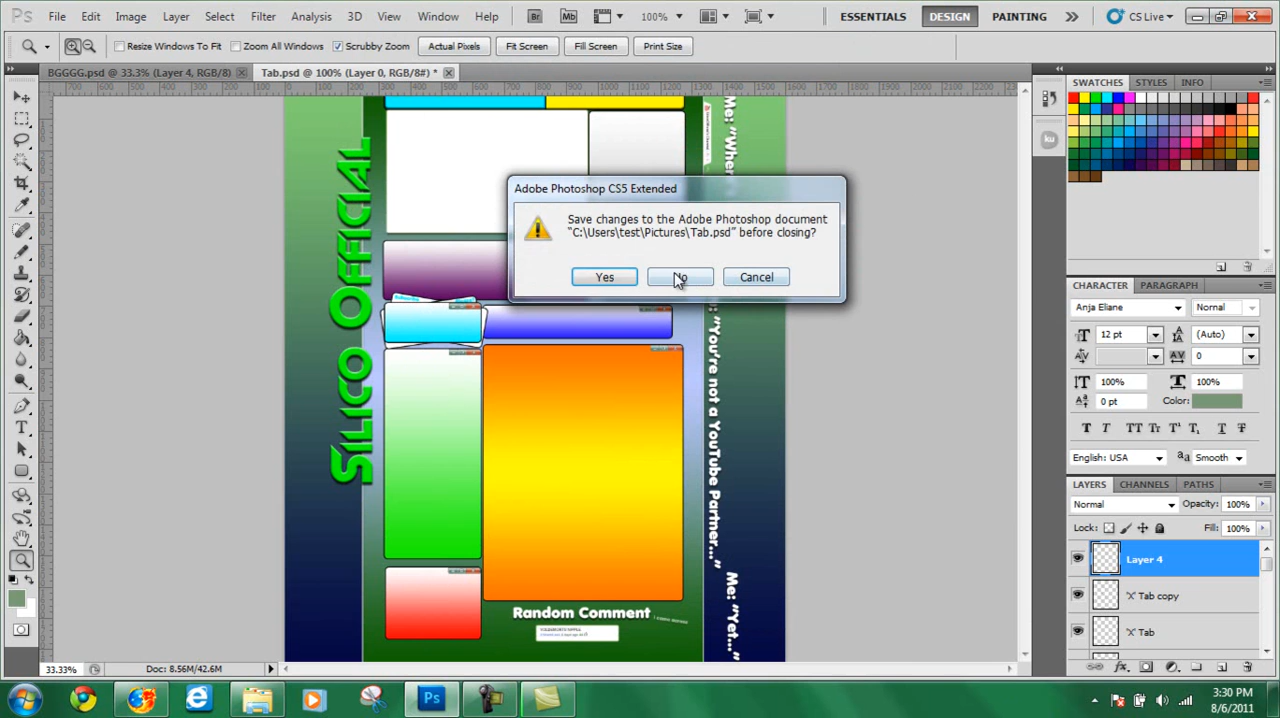 Ps File Edit Image Layer Select Filter Analysis 3D View Window Help Br Mb 100% ESSENTIALS DESIGN PAINTING CS Live
Resize Windows To Fit Zoom All Windows Scrubby Zoom Actual Pixels Fit Screen Fill Screen Print Size
BGGGG.psd @ 33.3% (Layer 4, RGB/8) Tab.psd @ 100% (Layer 0, RGB/8#) *
SWATCHES STYLES INFO
Adobe Photoshop CS5 Extended
Save changes to the Adobe Photoshop document
“C:\Users\test\Pictures\Tab.psd” before closing?
Yes No Cancel
Silico Official
"You're not a YouTube Partner..."
Me: "Yet..."
Random Comment
ku
CHARACTER PARAGRAPH
Anja Eliane Normal
12 pt (Auto)
0
100% 100%
0 pt Color:
English: USA Smooth
LAYERS CHANNELS PATHS
Normal Opacity: 100%
Lock: Fill: 100%
Layer 4
'X' Tab copy
'X' Tab
33.33% Doc: 8.56M/42.6M
Ps
3:30 PM
8/6/2011